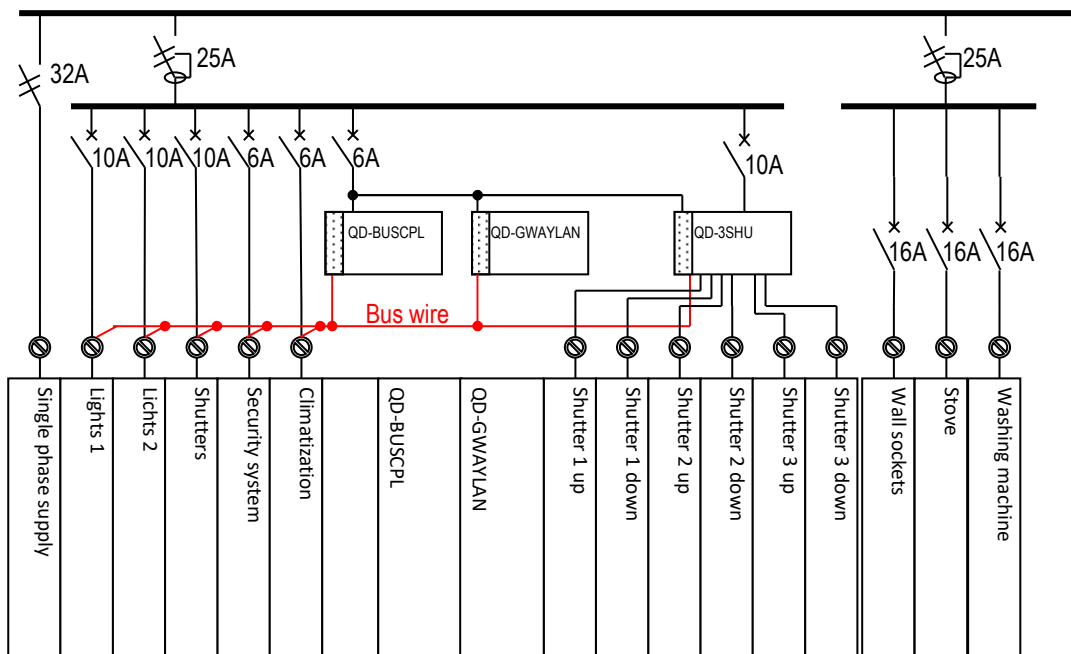 32A
25A
25A
10A
10A
10A
6A
6A
6A
10A
16A
16A
16A
QD-BUSCPL
QD-GWAYLAN
QD-3SHU
Bus wire
Single phase supply
Lights 1
Lichts 2
Shutters
Security system
Climatization
QD-BUSCPL
QD-GWAYLAN
Shutter 1 up
Shutter 1 down
Shutter 2 up
Shutter 2 down
Shutter 3 up
Shutter 3 down
Wall sockets
Stove
Washing machine